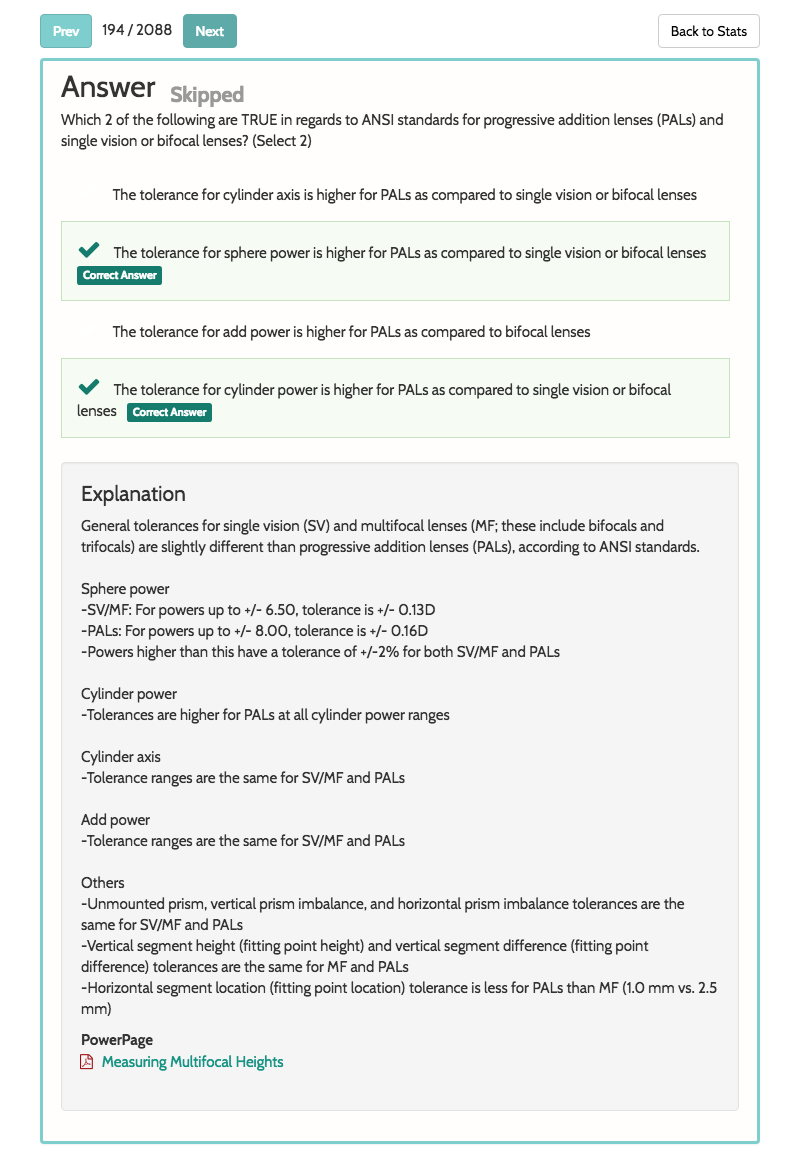 Prev 194 / 2088 Next Back to Stats
Answer Skipped
Which 2 of the following are TRUE in regards to ANSI standards for progressive addition lenses (PALs) and
single vision or bifocal lenses? (Select 2)
The tolerance for cylinder axis is higher for PALs as compared to single vision or bifocal lenses
The tolerance for sphere power is higher for PALs as compared to single vision or bifocal lenses
Correct Answer
The tolerance for add power is higher for PALs as compared to bifocal lenses
The tolerance for cylinder power is higher for PALs as compared to single vision or bifocal
lenses Correct Answer
Explanation
General tolerances for single vision (SV) and multifocal lenses (MF; these include bifocals and
trifocals) are slightly different than progressive addition lenses (PALs), according to ANSI standards.
Sphere power
-SV/MF: For powers up to +/- 6.50, tolerance is +/- 0.13D
-PALs: For powers up to +/- 8.00, tolerance is +/- 0.16D
-Powers higher than this have a tolerance of +/-2% for both SV/MF and PALs
Cylinder power
-Tolerances are higher for PALs at all cylinder power ranges
Cylinder axis
-Tolerance ranges are the same for SV/MF and PALs
Add power
-Tolerance ranges are the same for SV/MF and PALs
Others
-Unmounted prism, vertical prism imbalance, and horizontal prism imbalance tolerances are the
same for SV/MF and PALs
-Vertical segment height (fitting point height) and vertical segment difference (fitting point
difference) tolerances are the same for MF and PALs
-Horizontal segment location (fitting point location) tolerance is less for PALs than MF (1.0 mm vs. 2.5
mm)
PowerPage
Measuring Multifocal Heights